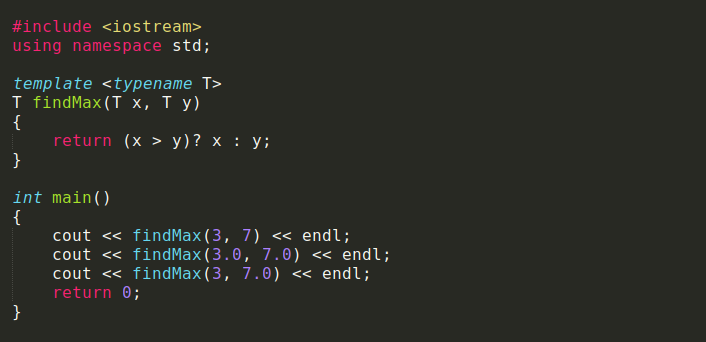 #include <iostream>
using namespace std;

template <typename T>
T findMax(T x, T y)
{
    return (x > y)? x : y;
}

int main()
{
    cout << findMax(3, 7) << endl;
    cout << findMax(3.0, 7.0) << endl;
    cout << findMax(3, 7.0) << endl;
    return 0;
}